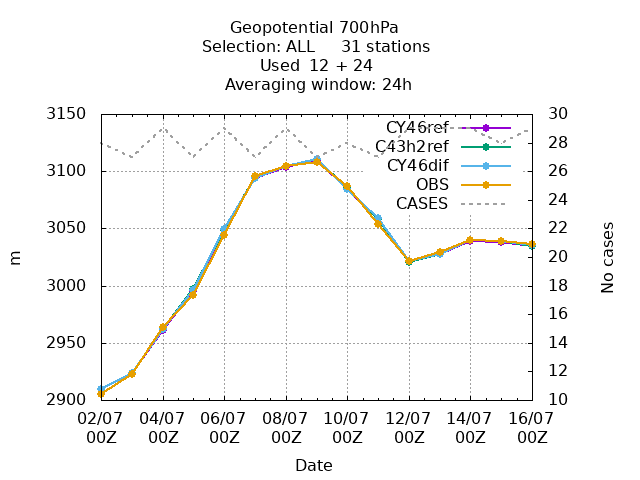 Geopotential 700hPa
Selection: ALL     31 stations
Used  12 + 24
Averaging window: 24h
3150
3100
3050
3000
2950
2900
m
30
28
26
24
22
20
18
16
14
12
10
No cases
CY46ref
C43h2ref
CY46dif
OBS
CASES
02/07 04/07 06/07 08/07 10/07 12/07 14/07 16/07
00Z 00Z 00Z 00Z 00Z 00Z 00Z 00Z
Date